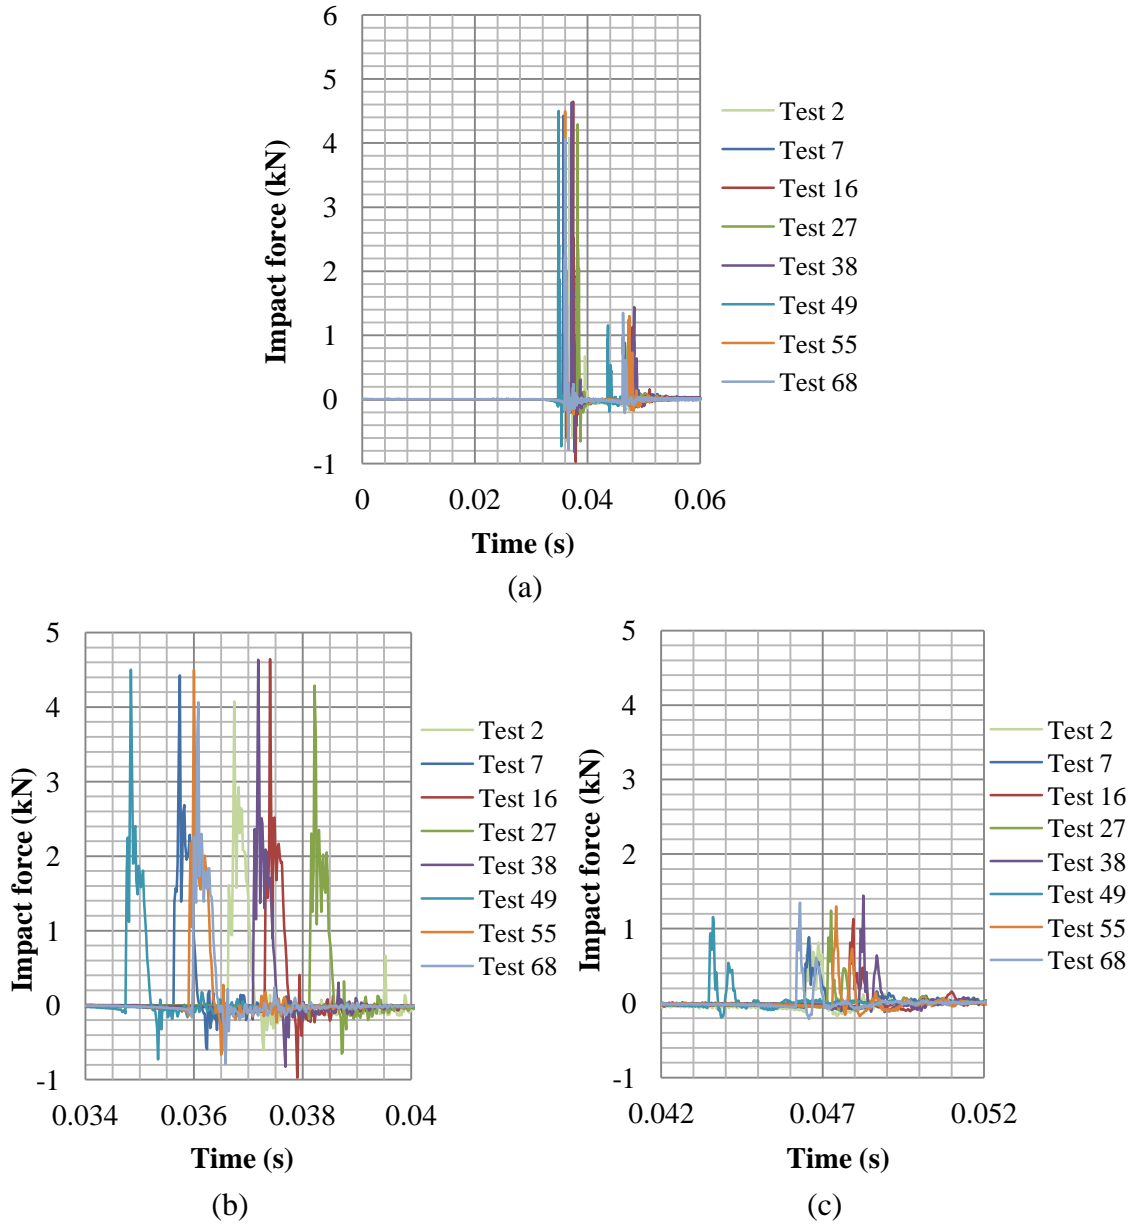 6
5
4
3
2
1
0
-1
Impact force (kN)
0
0.02
0.04
0.06
Time (s)
Test 2
Test 7
Test 16
Test 27
Test 38
Test 49
Test 55
Test 68
(a)
5
4
3
2
1
0
-1
Impact force (kN)
0.034
0.036
0.038
0.04
Time (s)
Test 2
Test 7
Test 16
Test 27
Test 38
Test 49
Test 55
Test 68
(b)
5
4
3
2
1
0
-1
Impact force (kN)
0.042
0.047
0.052
Time (s)
Test 2
Test 7
Test 16
Test 27
Test 38
Test 49
Test 55
Test 68
(c)